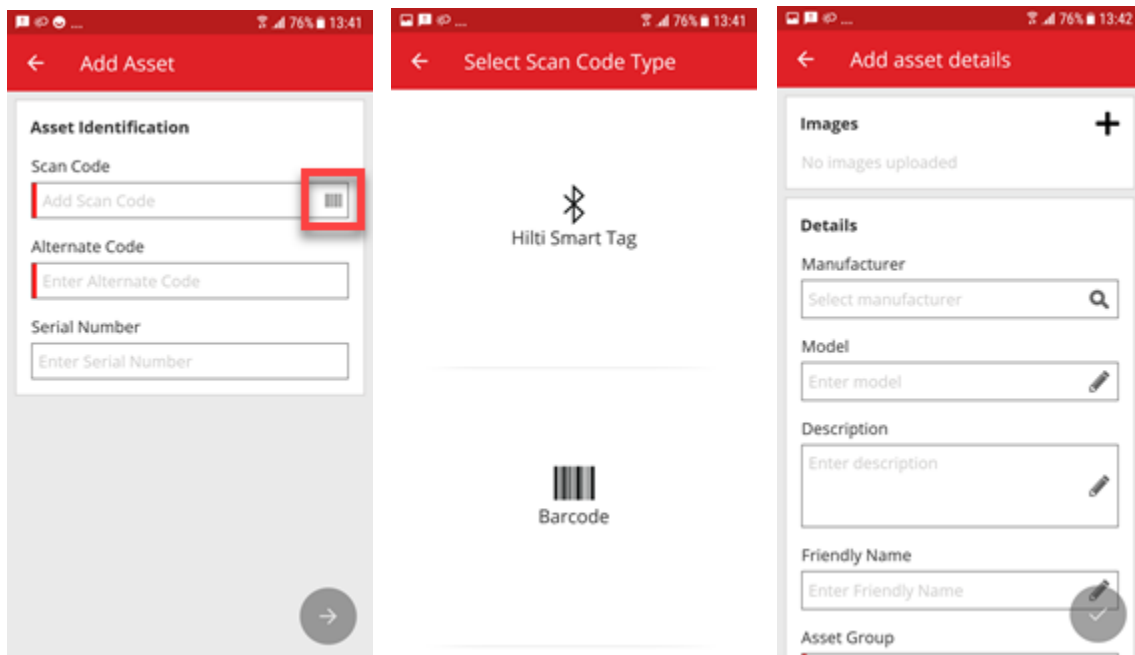 ... 76% 13:41
Add Asset
Asset Identification
Scan Code
Add Scan Code
Alternate Code
Enter Alternate Code
Serial Number
Enter Serial Number
... 76% 13:41
Select Scan Code Type
Hilti Smart Tag
Barcode
... 76% 13:42
Add asset details
Images
No images uploaded
Details
Manufacturer
Select manufacturer
Model
Enter model
Description
Enter description
Friendly Name
Enter Friendly Name
Asset Group